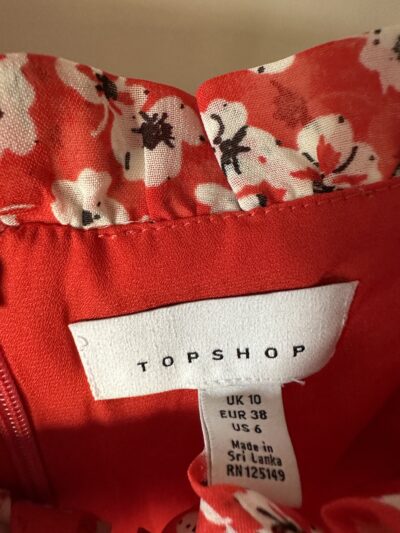 TOPSHOP
UK 10
EUR 38
US 6
Made in
Sri Lanka
RN125149